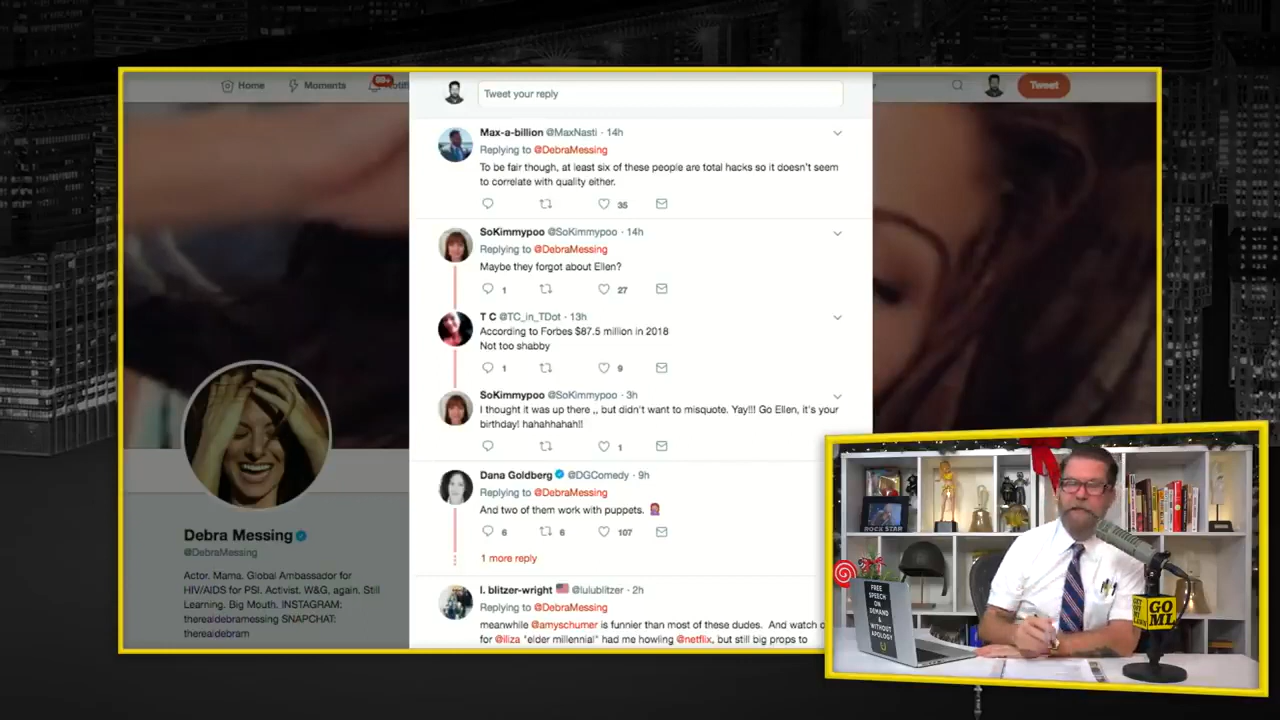 Home
Moments
99+
Notifi
Tweet
Tweet your reply
Max-a-billion @MaxNasti · 14h
Replying to @DebraMessing
To be fair though, at least six of these people are total hacks so it doesn't seem
to correlate with quality either.
35
SoKimmypoo @SoKimmypoo · 14h
Replying to @DebraMessing
Maybe they forgot about Ellen?
1 27
T C @TC_in_TDot · 13h
According to Forbes $87.5 million in 2018
Not too shabby
1 9
SoKimmypoo @SoKimmypoo · 3h
I thought it was up there ,, but didn't want to misquote. Yay!!! Go Ellen, it's your
birthday! hahahhahah!!
1
Dana Goldberg @DGComedy · 9h
Replying to @DebraMessing
And two of them work with puppets.
6 6 107
1 more reply
l. blitzer-wright @lulublitzer · 2h
Replying to @DebraMessing
meanwhile @amyschumer is funnier than most of these dudes. And watch o
for @iliza "elder millennial" had me howling @netflix, but still big props to
Debra Messing
@DebraMessing
Actor. Mama. Global Ambassador for
HIV/AIDS for PSI. Activist. W&G, again. Still
Learning. Big Mouth. INSTAGRAM:
therealdebramessing SNAPCHAT:
therealdebram
ROCK STAR
FREE
SPEECH
ON
DEMAND
&
WITHOUT
APOLOGY
GET OFF
MY LAWN
GO
ML